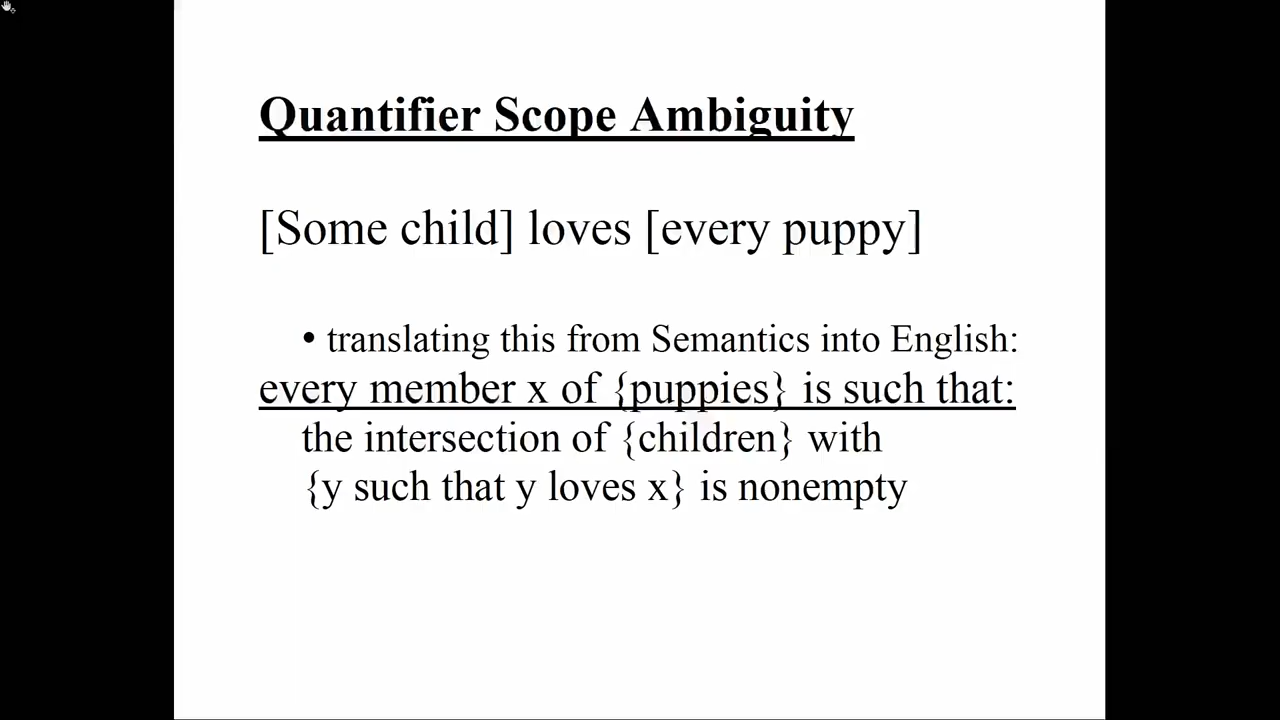 Quantifier Scope Ambiguity
[Some child] loves [every puppy]
• translating this from Semantics into English:
every member x of {puppies} is such that:
the intersection of {children} with
{y such that y loves x} is nonempty